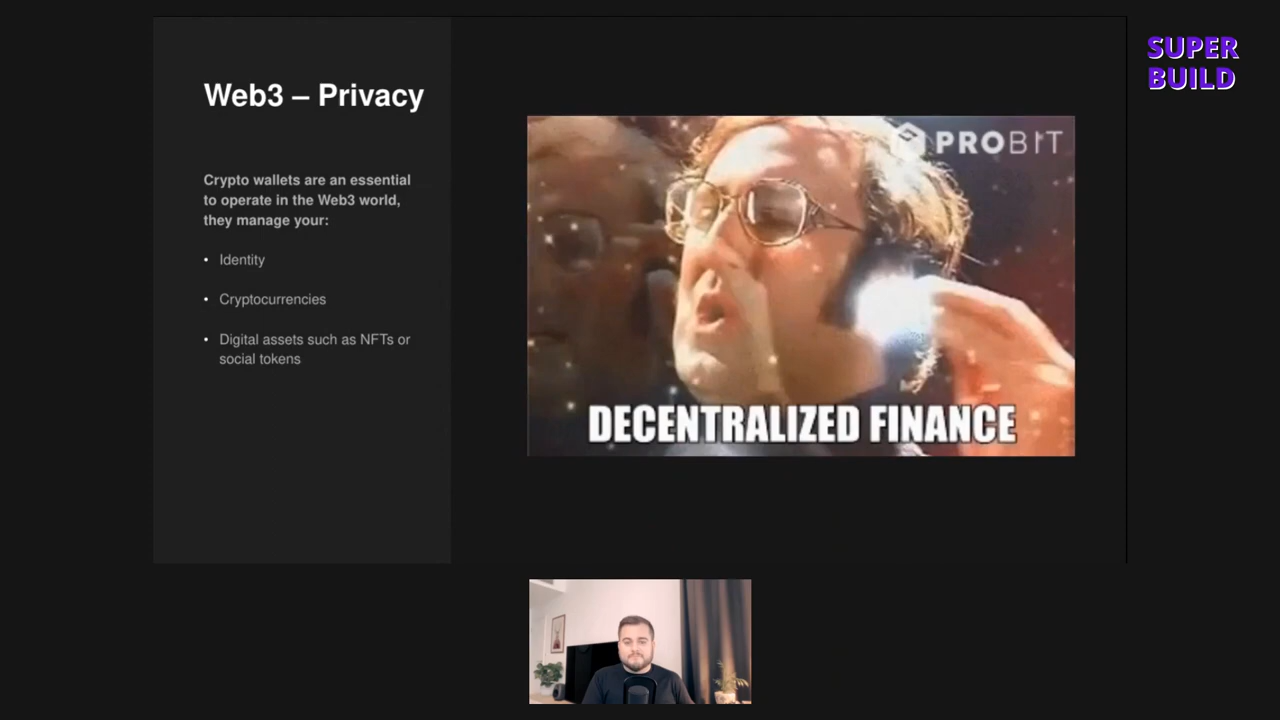 SUPER
BUILD
Web3 – Privacy
Crypto wallets are an essential
to operate in the Web3 world,
they manage your:
• Identity
• Cryptocurrencies
• Digital assets such as NFTs or
social tokens
PROBIT
DECENTRALIZED FINANCE